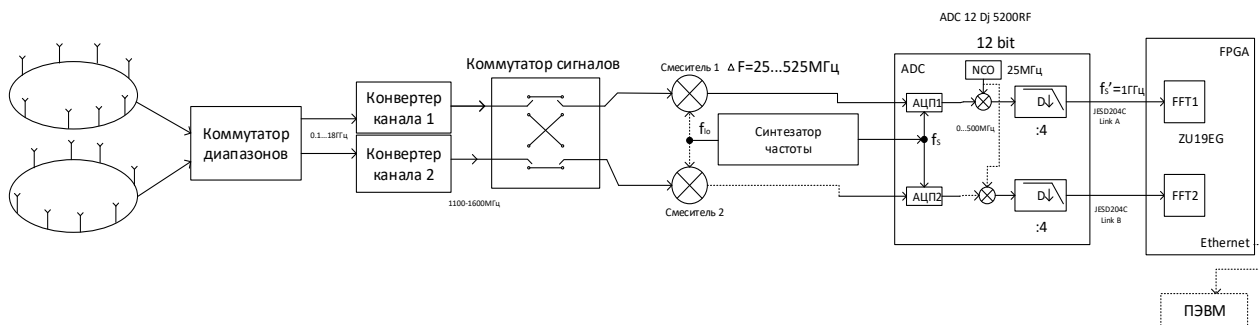 ADC 12 Dj 5200RF
12 bit
FPGA
Коммутатор сигналов
Смеситель 1
Δ F=25...525МГц
ADC
NCO
25МГц
Конвертер
канала 1
АЦП1
D↓
fs'=1ГГц
FFT1
0...500МГц
:4
JESD204C
Link A
Коммутатор
диапазонов
0.1...18ГГц
flo
Синтезатор
частоты
fs
ZU19EG
Конвертер
канала 2
1100-1600МГц
Смеситель 2
АЦП2
D↓
:4
JESD204C
Link B
FFT2
Ethernet
ПЭВМ